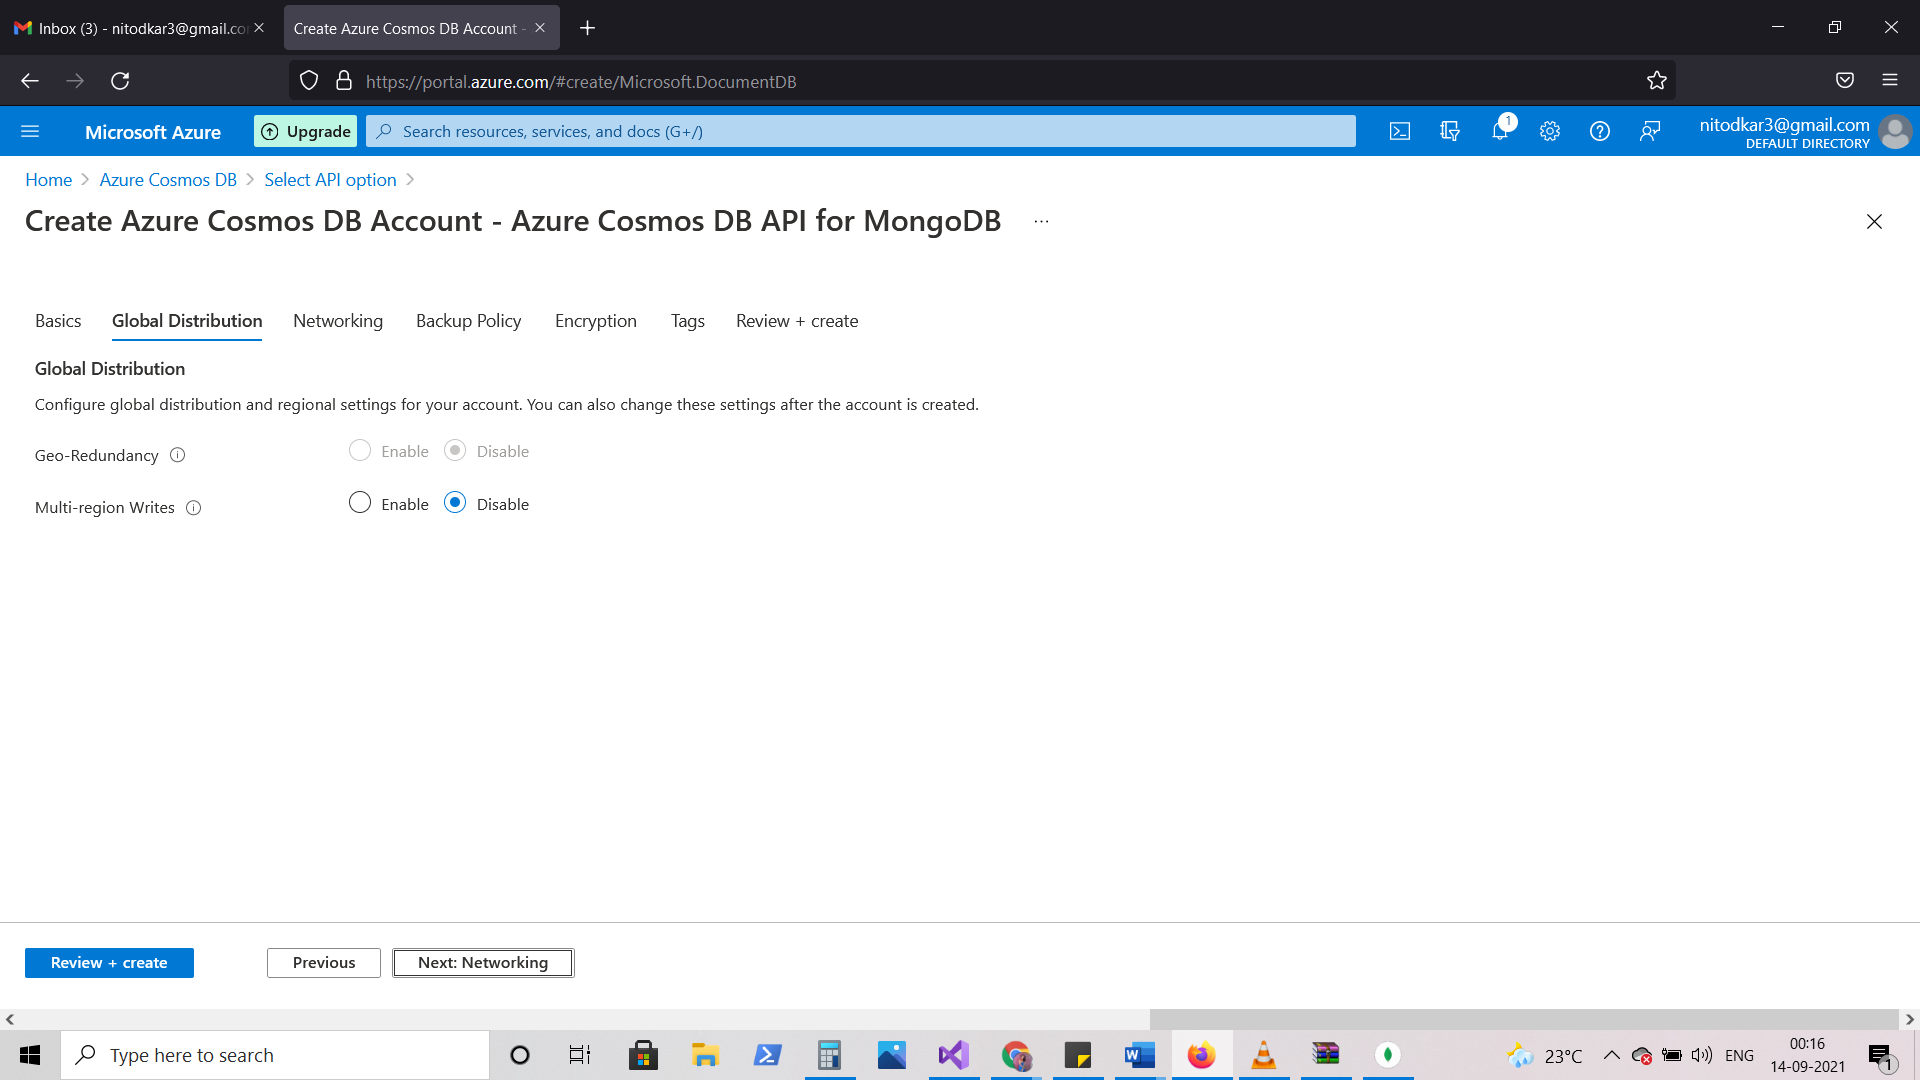 Inbox (3) - nitodkar3@gmail.co
Create Azure Cosmos DB Account -
https://portal.azure.com/#create/Microsoft.DocumentDB
Microsoft Azure
Upgrade
Search resources, services, and docs (G+/)
1
nitodkar3@gmail.com
DEFAULT DIRECTORY
Home > Azure Cosmos DB > Select API option >
Create Azure Cosmos DB Account - Azure Cosmos DB API for MongoDB ...
Basics Global Distribution Networking Backup Policy Encryption Tags Review + create
Global Distribution
Configure global distribution and regional settings for your account. You can also change these settings after the account is created.
Geo-Redundancy Enable Disable
Multi-region Writes Enable Disable
Review + create Previous Next: Networking
Type here to search
23°C
ENG
00:16
14-09-2021
1